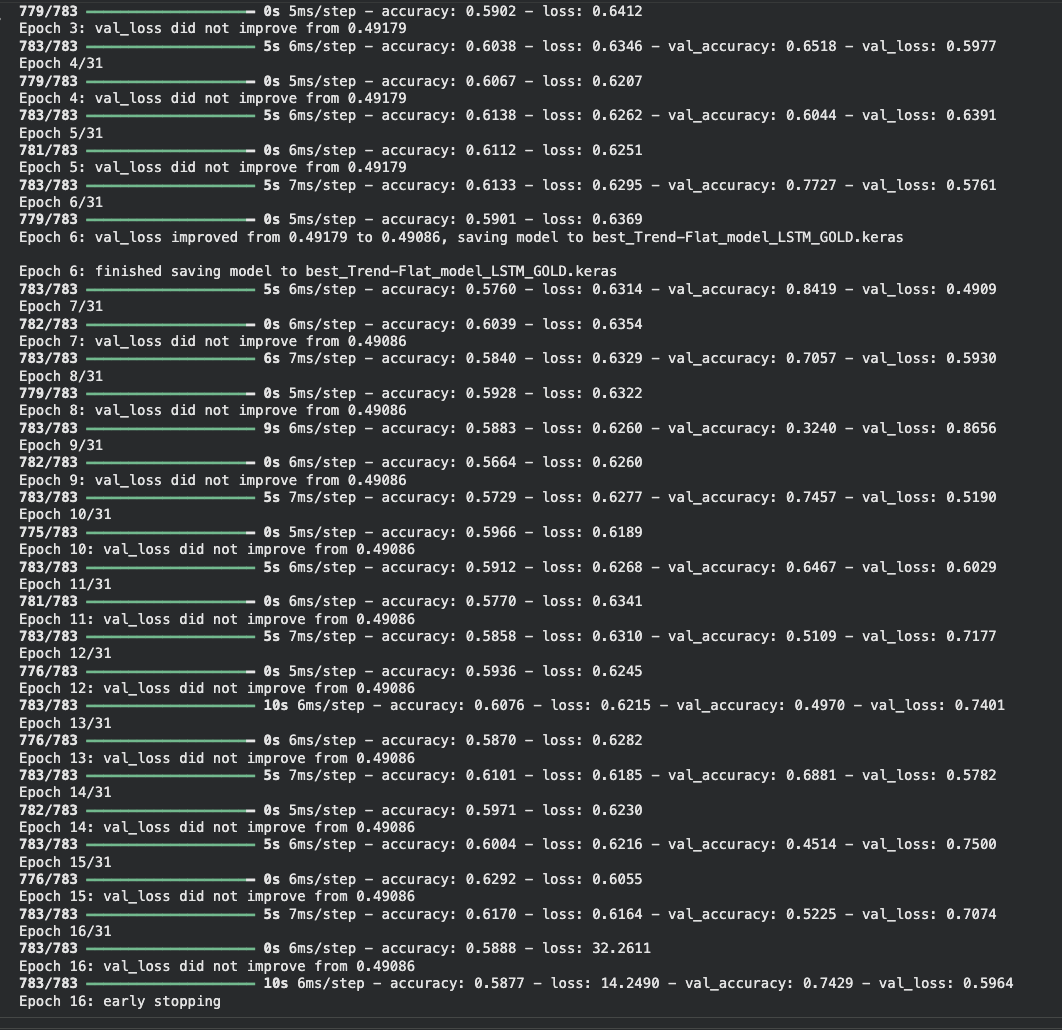 779/783 ━━━━━━━━━━━━━━━━━━━━ 0s 5ms/step - accuracy: 0.5902 - loss: 0.6412
Epoch 3: val_loss did not improve from 0.49179
783/783 ━━━━━━━━━━━━━━━━━━━━ 5s 6ms/step - accuracy: 0.6038 - loss: 0.6346 - val_accuracy: 0.6518 - val_loss: 0.5977
Epoch 4/31
779/783 ━━━━━━━━━━━━━━━━━━━━ 0s 5ms/step - accuracy: 0.6067 - loss: 0.6207
Epoch 4: val_loss did not improve from 0.49179
783/783 ━━━━━━━━━━━━━━━━━━━━ 5s 6ms/step - accuracy: 0.6138 - loss: 0.6262 - val_accuracy: 0.6044 - val_loss: 0.6391
Epoch 5/31
781/783 ━━━━━━━━━━━━━━━━━━━━ 0s 6ms/step - accuracy: 0.6112 - loss: 0.6251
Epoch 5: val_loss did not improve from 0.49179
783/783 ━━━━━━━━━━━━━━━━━━━━ 5s 7ms/step - accuracy: 0.6133 - loss: 0.6295 - val_accuracy: 0.7727 - val_loss: 0.5761
Epoch 6/31
779/783 ━━━━━━━━━━━━━━━━━━━━ 0s 5ms/step - accuracy: 0.5901 - loss: 0.6369
Epoch 6: val_loss improved from 0.49179 to 0.49086, saving model to best_Trend-Flat_model_LSTM_GOLD.keras
Epoch 6: finished saving model to best_Trend-Flat_model_LSTM_GOLD.keras
783/783 ━━━━━━━━━━━━━━━━━━━━ 5s 6ms/step - accuracy: 0.5760 - loss: 0.6314 - val_accuracy: 0.8419 - val_loss: 0.4909
Epoch 7/31
782/783 ━━━━━━━━━━━━━━━━━━━━ 0s 6ms/step - accuracy: 0.6039 - loss: 0.6354
Epoch 7: val_loss did not improve from 0.49086
783/783 ━━━━━━━━━━━━━━━━━━━━ 6s 7ms/step - accuracy: 0.5840 - loss: 0.6329 - val_accuracy: 0.7057 - val_loss: 0.5930
Epoch 8/31
779/783 ━━━━━━━━━━━━━━━━━━━━ 0s 5ms/step - accuracy: 0.5928 - loss: 0.6322
Epoch 8: val_loss did not improve from 0.49086
783/783 ━━━━━━━━━━━━━━━━━━━━ 9s 6ms/step - accuracy: 0.5883 - loss: 0.6260 - val_accuracy: 0.3240 - val_loss: 0.8656
Epoch 9/31
782/783 ━━━━━━━━━━━━━━━━━━━━ 0s 6ms/step - accuracy: 0.5664 - loss: 0.6260
Epoch 9: val_loss did not improve from 0.49086
783/783 ━━━━━━━━━━━━━━━━━━━━ 5s 7ms/step - accuracy: 0.5729 - loss: 0.6277 - val_accuracy: 0.7457 - val_loss: 0.5190
Epoch 10/31
775/783 ━━━━━━━━━━━━━━━━━━━━ 0s 5ms/step - accuracy: 0.5966 - loss: 0.6189
Epoch 10: val_loss did not improve from 0.49086
783/783 ━━━━━━━━━━━━━━━━━━━━ 5s 6ms/step - accuracy: 0.5912 - loss: 0.6268 - val_accuracy: 0.6467 - val_loss: 0.6029
Epoch 11/31
781/783 ━━━━━━━━━━━━━━━━━━━━ 0s 6ms/step - accuracy: 0.5770 - loss: 0.6341
Epoch 11: val_loss did not improve from 0.49086
783/783 ━━━━━━━━━━━━━━━━━━━━ 5s 7ms/step - accuracy: 0.5858 - loss: 0.6310 - val_accuracy: 0.5109 - val_loss: 0.7177
Epoch 12/31
776/783 ━━━━━━━━━━━━━━━━━━━━ 0s 5ms/step - accuracy: 0.5936 - loss: 0.6245
Epoch 12: val_loss did not improve from 0.49086
783/783 ━━━━━━━━━━━━━━━━━━━━ 10s 6ms/step - accuracy: 0.6076 - loss: 0.6215 - val_accuracy: 0.4970 - val_loss: 0.7401
Epoch 13/31
776/783 ━━━━━━━━━━━━━━━━━━━━ 0s 6ms/step - accuracy: 0.5870 - loss: 0.6282
Epoch 13: val_loss did not improve from 0.49086
783/783 ━━━━━━━━━━━━━━━━━━━━ 5s 7ms/step - accuracy: 0.6101 - loss: 0.6185 - val_accuracy: 0.6881 - val_loss: 0.5782
Epoch 14/31
782/783 ━━━━━━━━━━━━━━━━━━━━ 0s 5ms/step - accuracy: 0.5971 - loss: 0.6230
Epoch 14: val_loss did not improve from 0.49086
783/783 ━━━━━━━━━━━━━━━━━━━━ 5s 6ms/step - accuracy: 0.6004 - loss: 0.6216 - val_accuracy: 0.4514 - val_loss: 0.7500
Epoch 15/31
776/783 ━━━━━━━━━━━━━━━━━━━━ 0s 6ms/step - accuracy: 0.6292 - loss: 0.6055
Epoch 15: val_loss did not improve from 0.49086
783/783 ━━━━━━━━━━━━━━━━━━━━ 5s 7ms/step - accuracy: 0.6170 - loss: 0.6164 - val_accuracy: 0.5225 - val_loss: 0.7074
Epoch 16/31
783/783 ━━━━━━━━━━━━━━━━━━━━ 0s 6ms/step - accuracy: 0.5888 - loss: 32.2611
Epoch 16: val_loss did not improve from 0.49086
783/783 ━━━━━━━━━━━━━━━━━━━━ 10s 6ms/step - accuracy: 0.5877 - loss: 14.2490 - val_accuracy: 0.7429 - val_loss: 0.5964
Epoch 16: early stopping